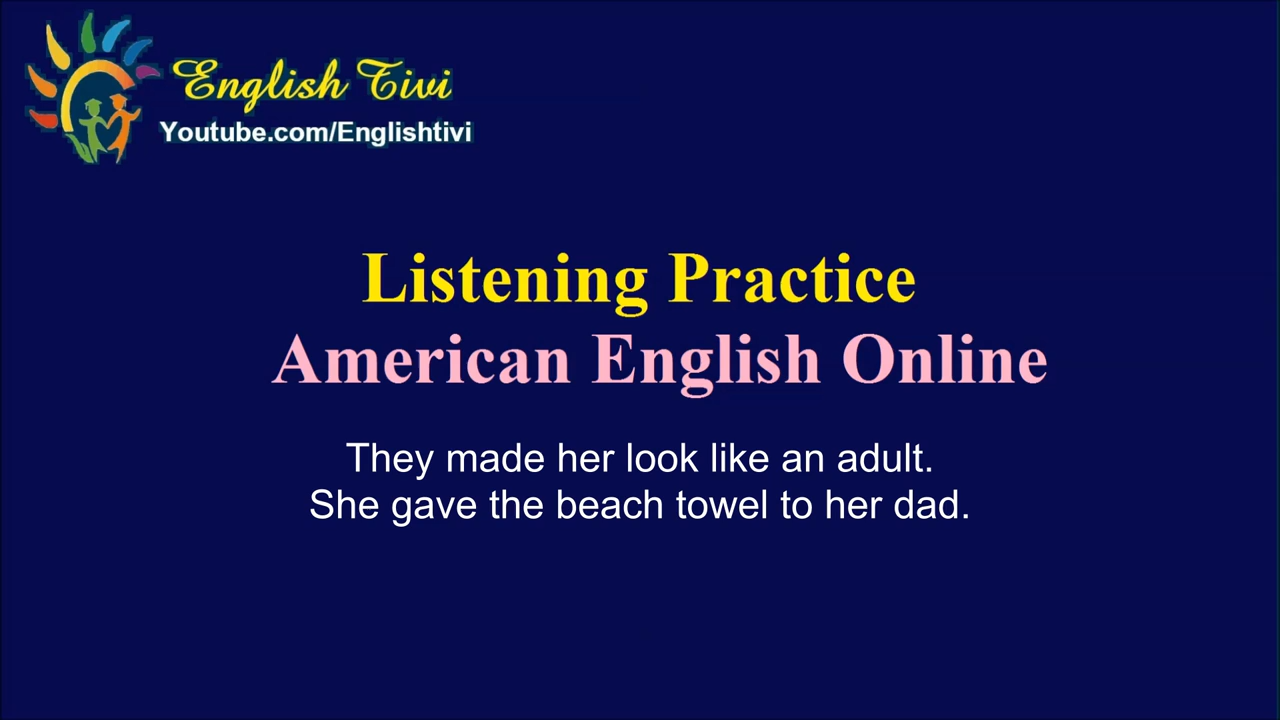 English Tivi
Youtube.com/Englishtivi
Listening Practice
American English Online
They made her look like an adult.
She gave the beach towel to her dad.